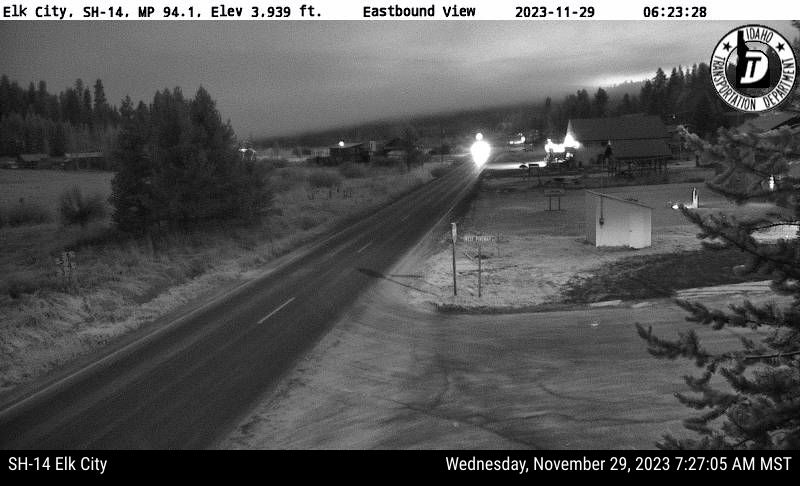 Elk City, SH-14, MP 94.1, Elev 3,939 ft. Eastbound View 2023-11-29 06:23:28
IDAHO
TRANSPORTATION DEPARTMENT
SH-14 Elk City Wednesday, November 29, 2023 7:27:05 AM MST